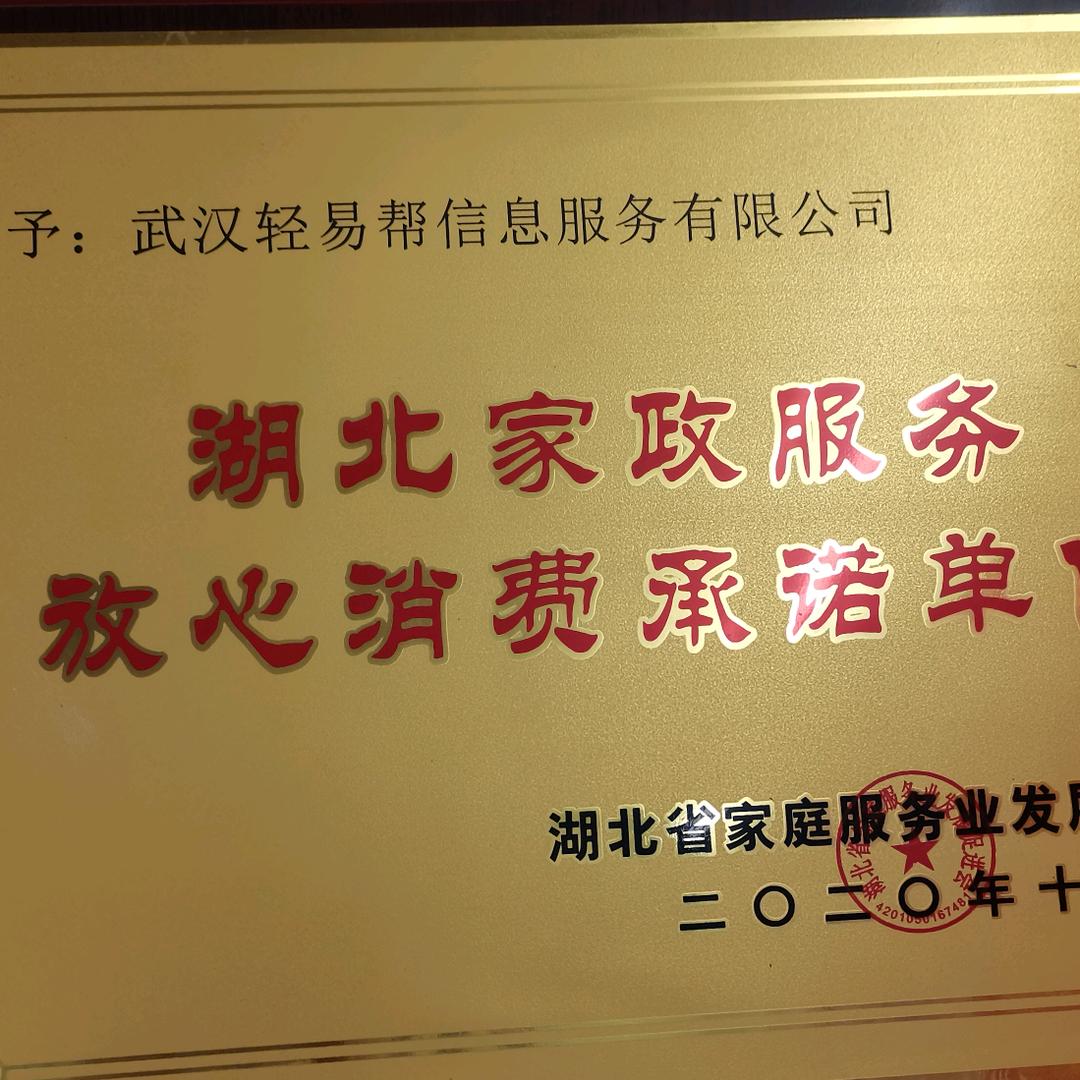 予：武汉轻易帮信息服务有限公司
湖北家政服务
放心消费承诺单
湖北省家庭服务业发
二〇二〇年十